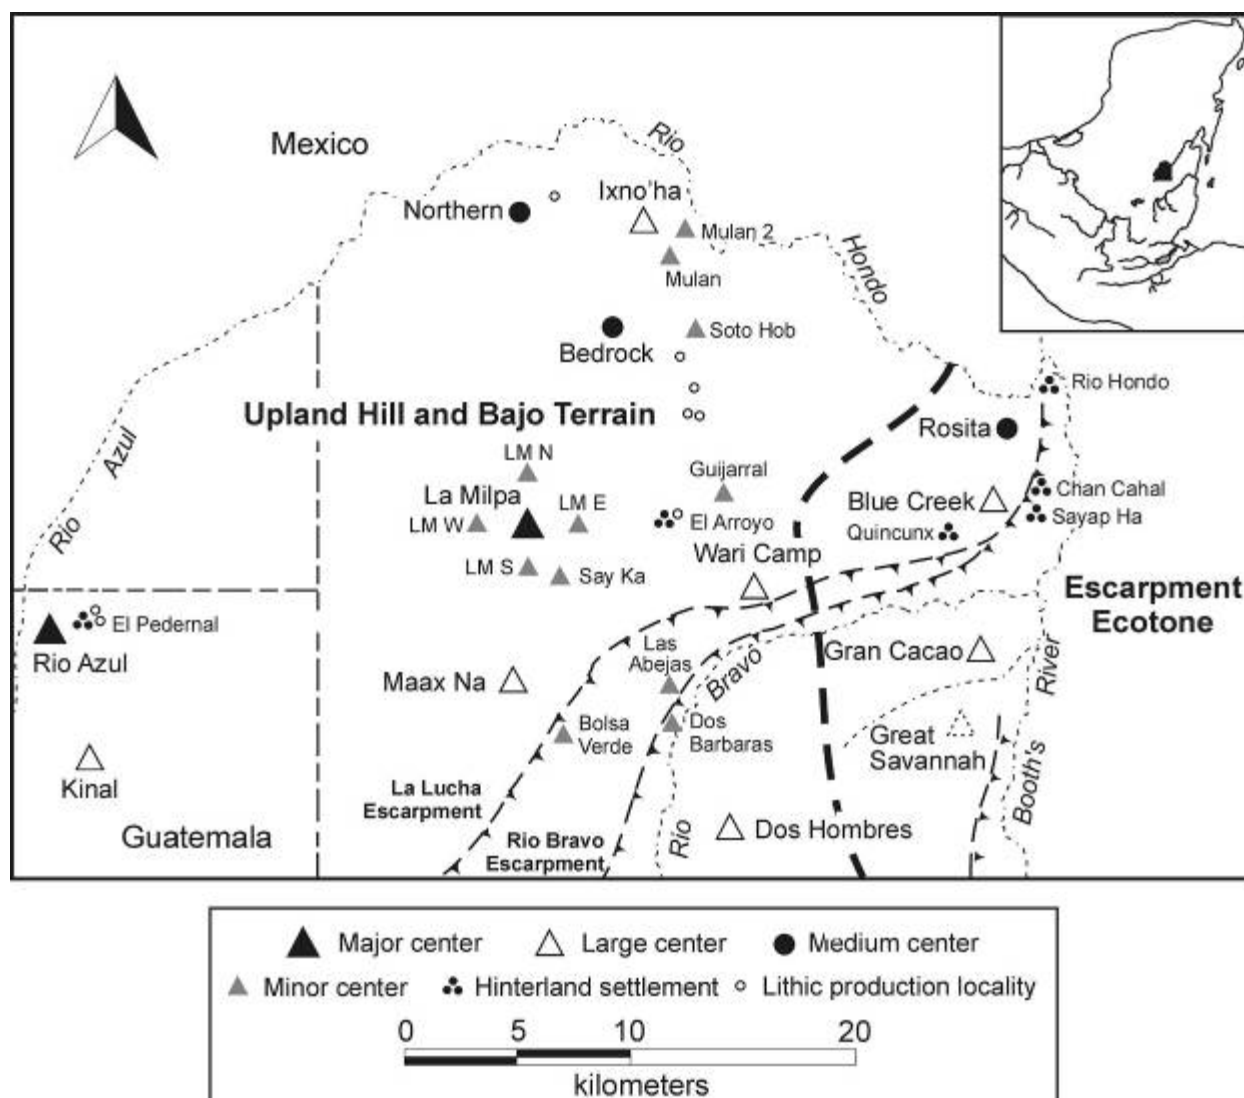 Mexico
Rio
Ixno'ha
Northern
Mulan 2
Hondo
Mulan
Soto Hob
Bedrock
Rio Hondo
Upland Hill and Bajo Terrain
Rosita
Azul
LM N
Guijarral
La Milpa
LM E
Blue Creek
Chan Cahal
LM W
El Arroyo
Quincunx
Sayap Ha
Rio
Wari Camp
LM S
Say Ka
Escarpment
Ecotone
El Pedernal
Las
Abejas
Gran Cacao
River
Rio Azul
Maax Na
Bravo
Bolsa
Verde
Dos
Barbaras
Great
Savannah
Kinal
La Lucha
Escarpment
Booth's
Guatemala
Rio Bravo
Escarpment
Rio
Dos Hombres
Major center
Large center
Medium center
Minor center
Hinterland settlement
Lithic production locality
0 5 10 20
kilometers